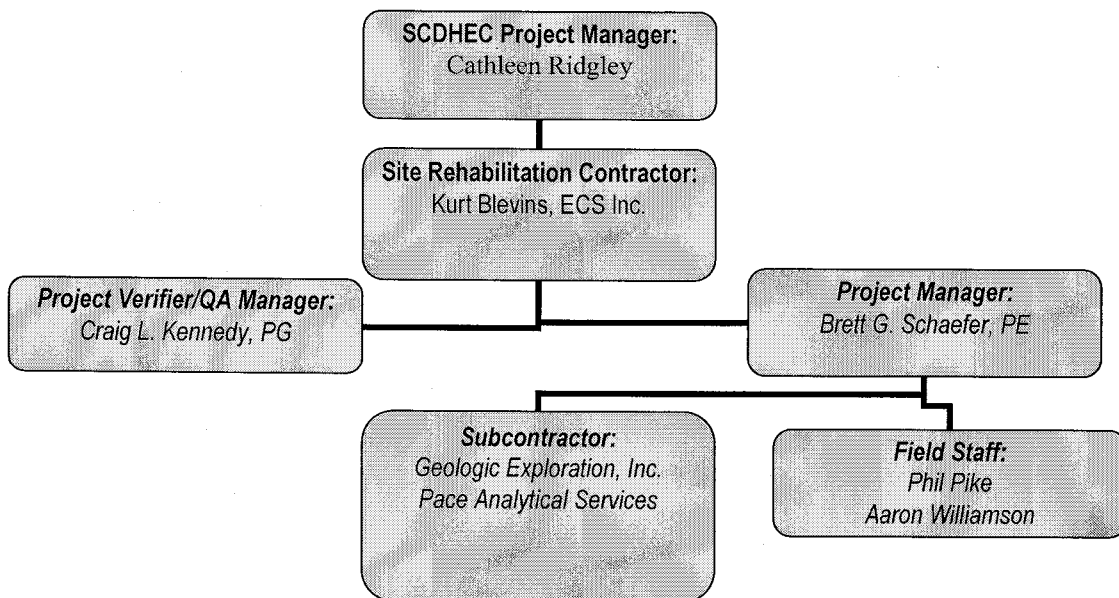 SCDHEC Project Manager:
Cathleen Ridgley
Site Rehabilitation Contractor:
Kurt Blevins, ECS Inc.
Project Verifier/QA Manager:
Craig L. Kennedy, PG
Project Manager:
Brett G. Schaefer, PE
Subcontractor:
Geologic Exploration, Inc.
Pace Analytical Services
Field Staff:
Phil Pike
Aaron Williamson